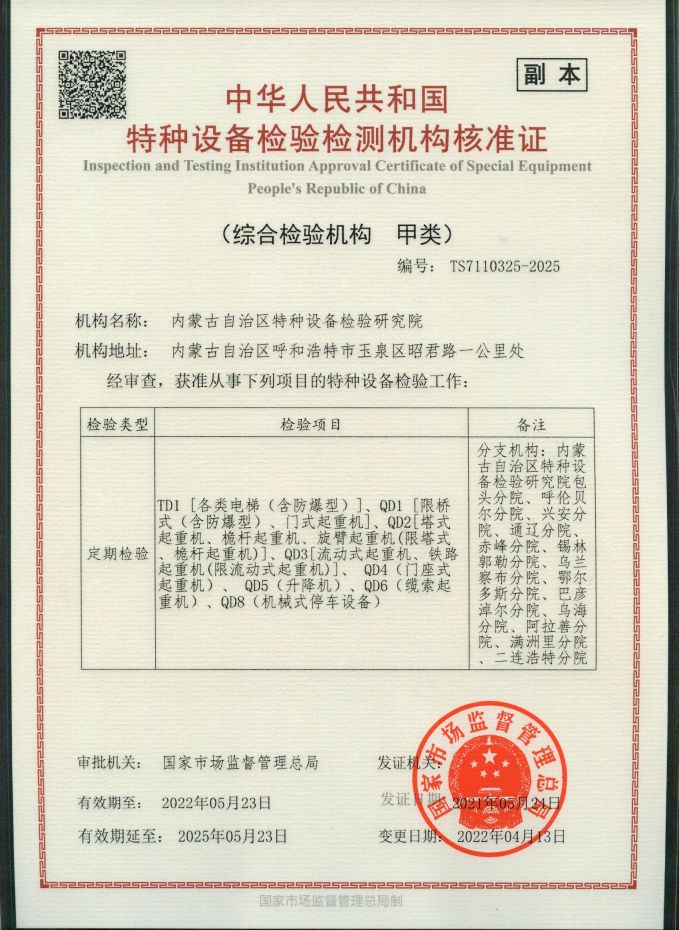 副 本
中华人民共和国
特种设备检验检测机构核准证
Inspection and Testing Institution Approval Certificate of Special Equipment
People's Republic of China
（综合检验机构 甲类）
编号： TS7110325-2025
机构名称： 内蒙古自治区特种设备检验研究院
机构地址： 内蒙古自治区呼和浩特市玉泉区昭君路一公里处
经审查，获准从事下列项目的特种设备检验工作：
检验类型 检验项目 备注
定期检验
TD1 [各类电梯（含防爆型）]、QD1 [限桥
式（含防爆型）、门式起重机]、QD2[塔式
起重机、桅杆起重机、旋臂起重机(限塔式
、桅杆起重机)]、QD3[流动式起重机、铁路
起重机(限流动式起重机)]、 QD4（门座式
起重机）、 QD5（升降机）、QD6（缆索起
重机）、QD8（机械式停车设备）
分支机构：内蒙
古自治区特种设
备检验研究院包
头分院、呼伦贝
尔分院、兴安分
院、通辽分院、
赤峰分院、锡林
郭勒分院、乌兰
察布分院、鄂尔
多斯分院、巴彦
淖尔分院、乌海
分院、阿拉善分
院、满洲里分院
、二连浩特分院
审批机关： 国家市场监督管理总局 发证机关：
国家市场监督管理总局
有效期至： 2022年05月23日 发证日期 2021年05月24日
有效期延至： 2025年05月23日 变更日期： 2022年04月13日
国家市场监督管理总局制